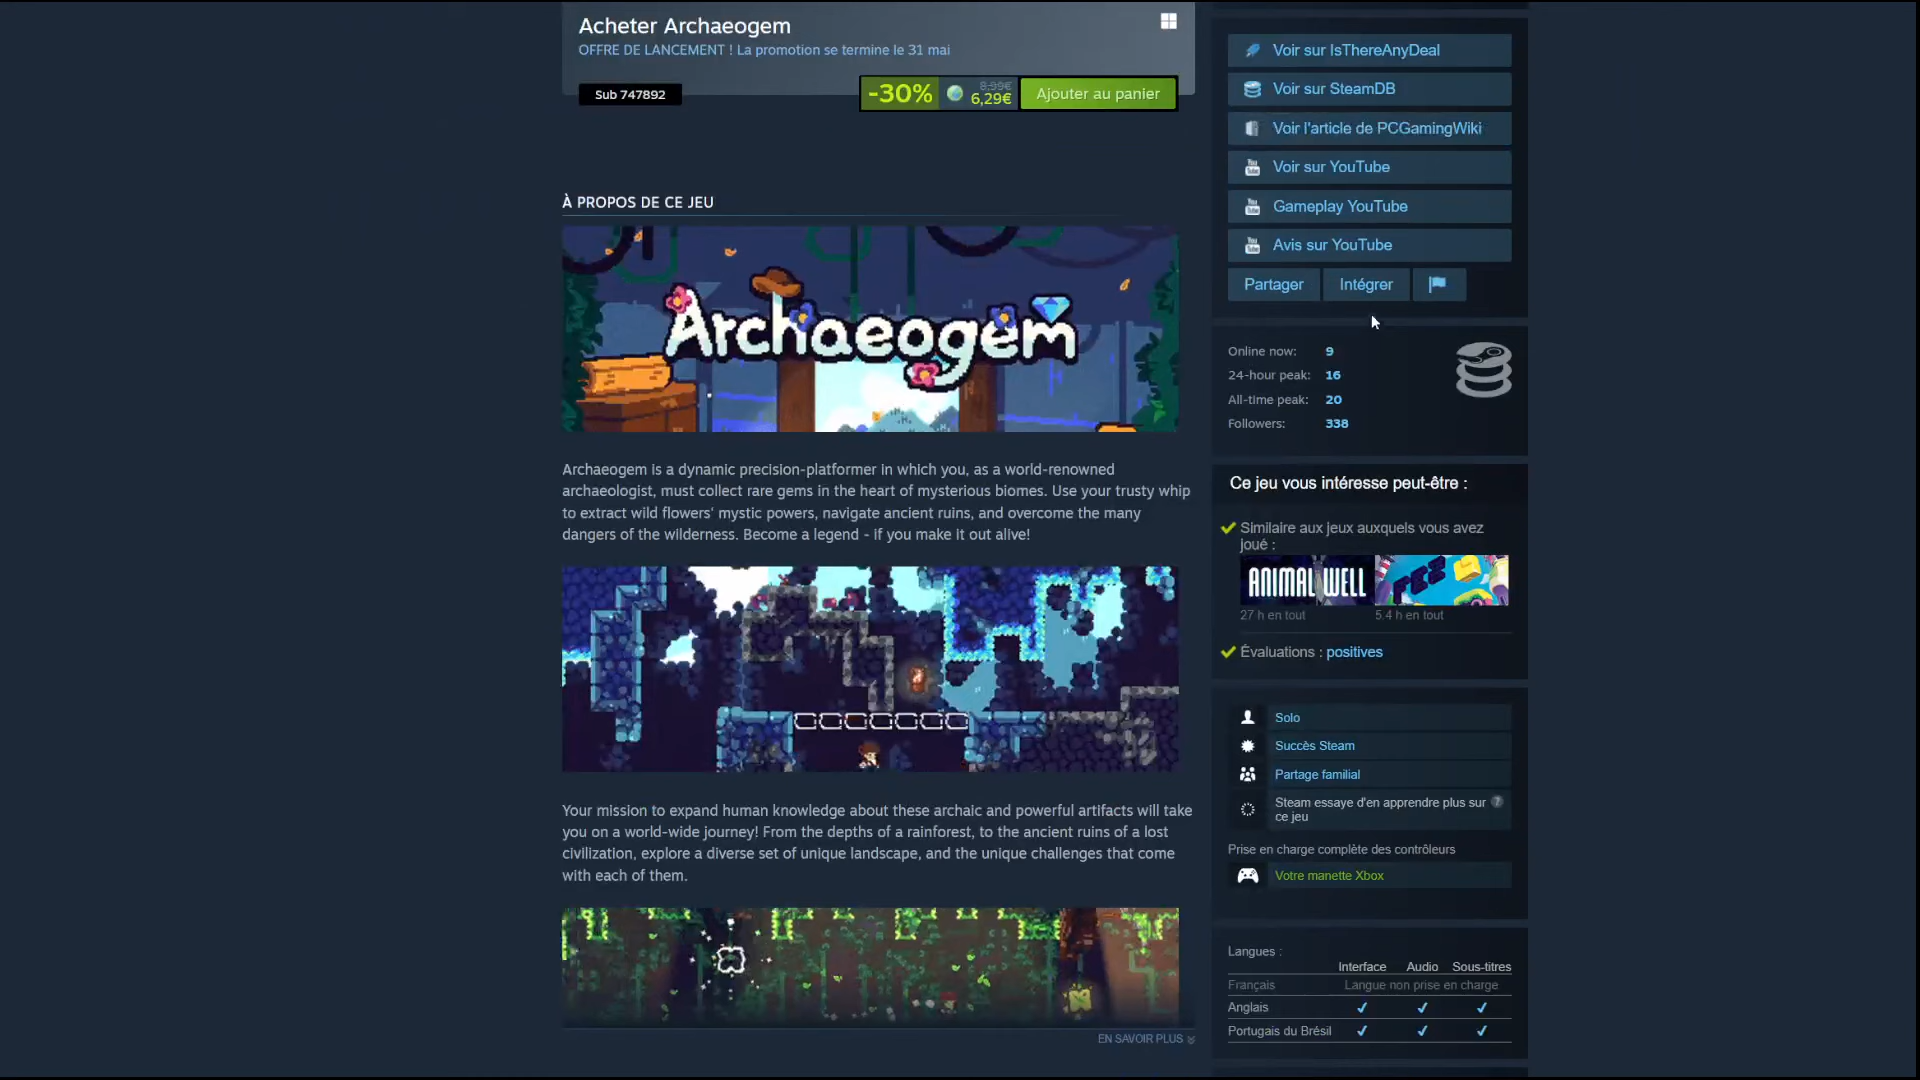 Acheter Archaeogem
OFFRE DE LANCEMENT ! La promotion se termine le 31 mai
Sub 747892
-30%
8,99€
6,29€
Ajouter au panier
À PROPOS DE CE JEU
Archaeogem
Archaeogem is a dynamic precision-platformer in which you, as a world-renowned
archaeologist, must collect rare gems in the heart of mysterious biomes. Use your trusty whip
to extract wild flowers' mystic powers, navigate ancient ruins, and overcome the many
dangers of the wilderness. Become a legend - if you make it out alive!
Your mission to expand human knowledge about these archaic and powerful artifacts will take
you on a world-wide journey! From the depths of a rainforest, to the ancient ruins of a lost
civilization, explore a diverse set of unique landscape, and the unique challenges that come
with each of them.
EN SAVOIR PLUS
Voir sur IsThereAnyDeal
Voir sur SteamDB
Voir l'article de PCGamingWiki
You Tube Voir sur YouTube
You Tube Gameplay YouTube
You Tube Avis sur YouTube
Partager Intégrer
Online now: 9
24-hour peak: 16
All-time peak: 20
Followers: 338
Ce jeu vous intéresse peut-être :
Similaire aux jeux auxquels vous avez
joué :
ANIMAL WELL FEZ
27 h en tout 5.4 h en tout
Évaluations : positives
Solo
Succès Steam
Partage familial
Steam essaye d'en apprendre plus sur ?
ce jeu
Prise en charge complète des contrôleurs
Votre manette Xbox
Langues :
Interface Audio Sous-titres
Français Langue non prise en charge
Anglais ✓ ✓ ✓
Portugais du Brésil ✓ ✓ ✓